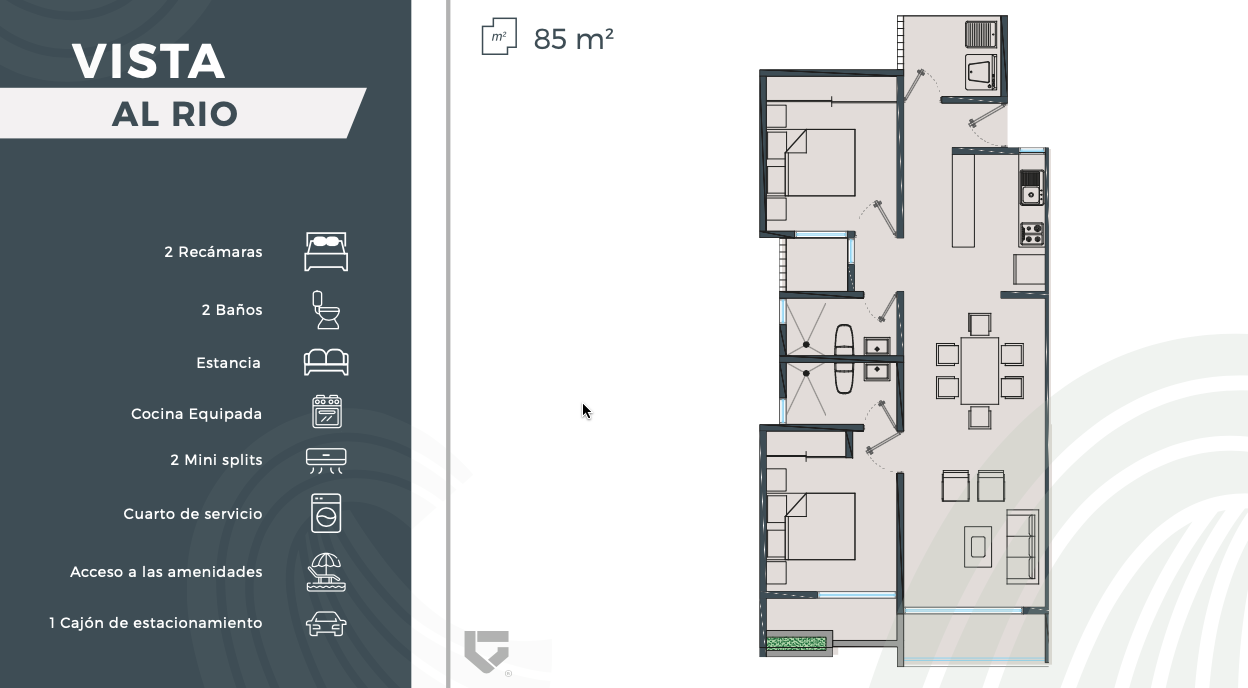 VISTA
AL RIO
2 Recámaras
2 Baños
Estancia
Cocina Equipada
2 Mini splits
Cuarto de servicio
Acceso a las amenidades
1 Cajón de estacionamiento
m²
85 m²
®